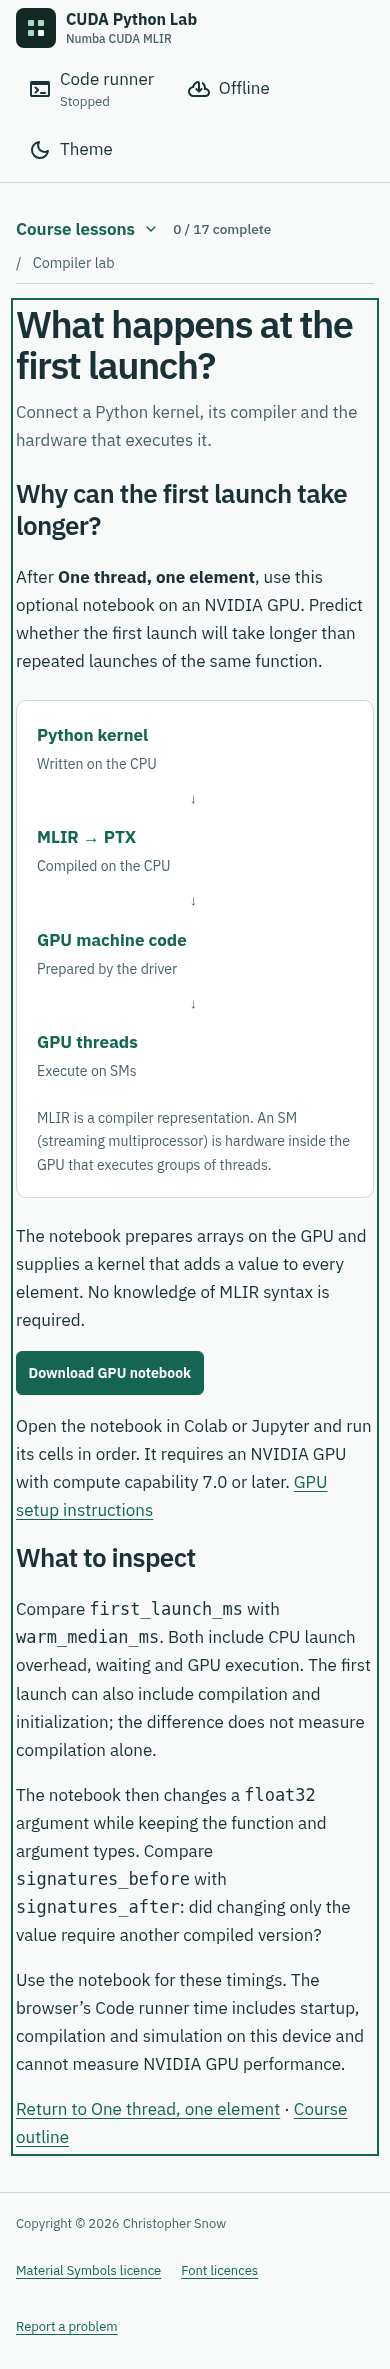 CUDA Python Lab
Numba CUDA MLIR
Code runner
Stopped
Offline
Theme
Course lessons 0 / 17 complete
/ Compiler lab
What happens at the
first launch?
Connect a Python kernel, its compiler and the
hardware that executes it.
Why can the first launch take
longer?
After One thread, one element, use this
optional notebook on an NVIDIA GPU. Predict
whether the first launch will take longer than
repeated launches of the same function.
Python kernel
Written on the CPU
↓
MLIR → PTX
Compiled on the CPU
↓
GPU machine code
Prepared by the driver
↓
GPU threads
Execute on SMs
MLIR is a compiler representation. An SM
(streaming multiprocessor) is hardware inside the
GPU that executes groups of threads.
The notebook prepares arrays on the GPU and
supplies a kernel that adds a value to every
element. No knowledge of MLIR syntax is
required.
Download GPU notebook
Open the notebook in Colab or Jupyter and run
its cells in order. It requires an NVIDIA GPU
with compute capability 7.0 or later. GPU
setup instructions
What to inspect
Compare first_launch_ms with
warm_median_ms. Both include CPU launch
overhead, waiting and GPU execution. The first
launch can also include compilation and
initialization; the difference does not measure
compilation alone.
The notebook then changes a float32
argument while keeping the function and
argument types. Compare
signatures_before with
signatures_after: did changing only the
value require another compiled version?
Use the notebook for these timings. The
browser’s Code runner time includes startup,
compilation and simulation on this device and
cannot measure NVIDIA GPU performance.
Return to One thread, one element · Course
outline
Copyright © 2026 Christopher Snow
Material Symbols licence Font licences
Report a problem